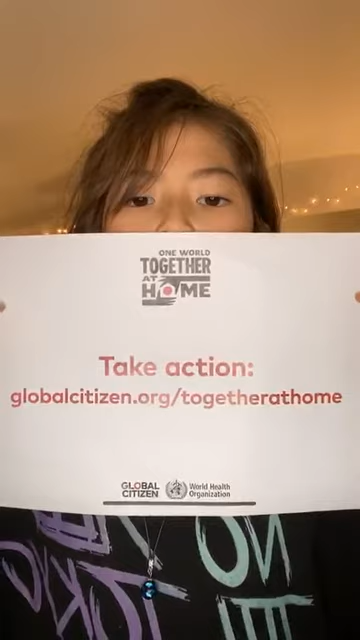 ONE WORLD
TOGETHER
AT
HOME
Take action:
globalcitizen.org/togetherathome
GLOBAL
CITIZEN
World Health
Organization